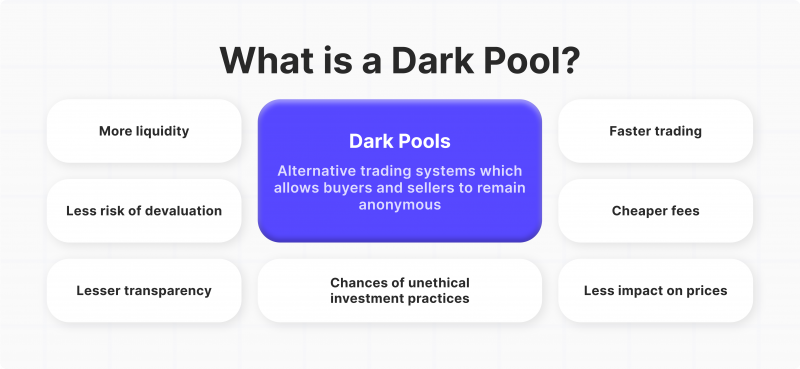 What is a Dark Pool?
More liquidity
Dark Pools
Alternative trading systems which
allows buyers and sellers to remain
anonymous
Faster trading
Less risk of devaluation
Cheaper fees
Lesser transparency
Chances of unethical
investment practices
Less impact on prices